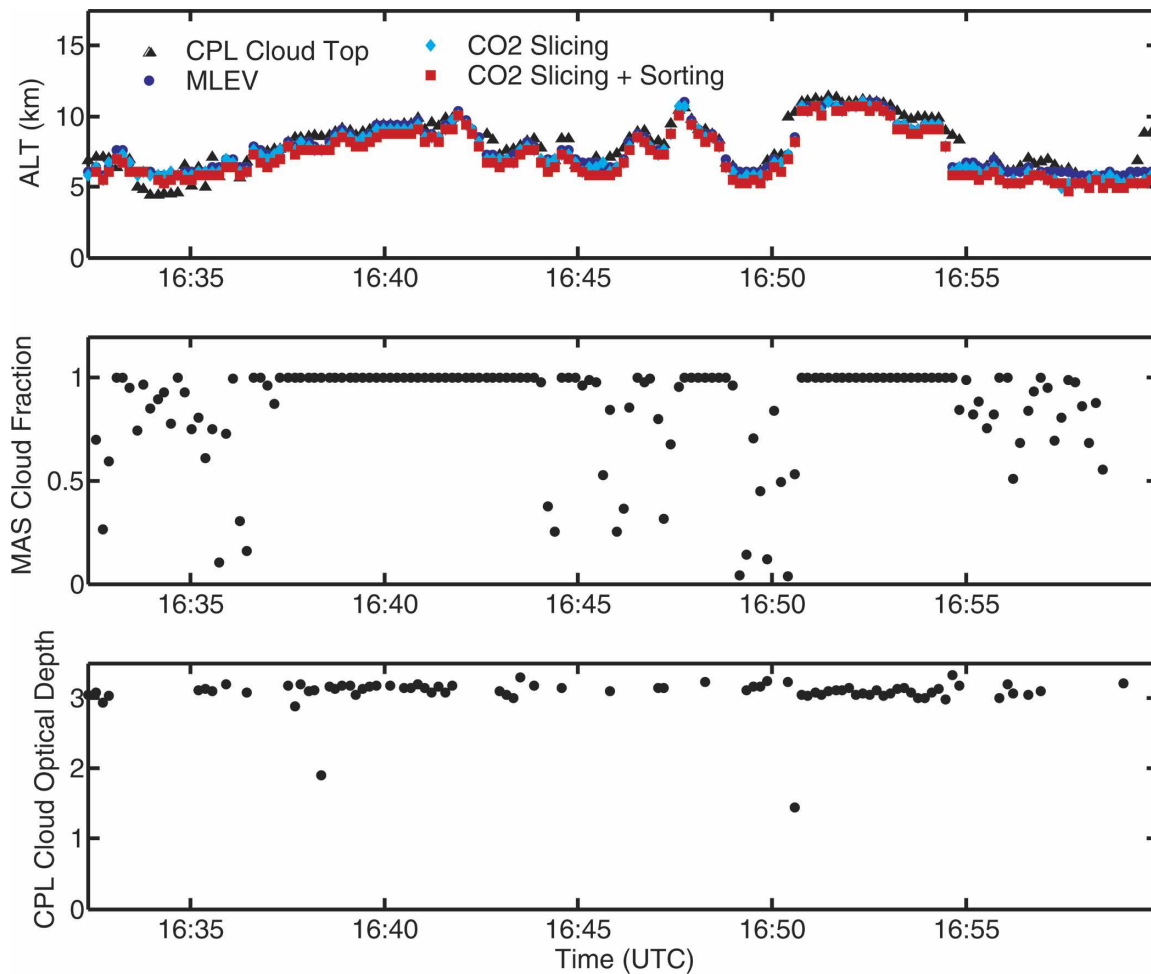 15
10
5
0
ALT (km)
CPL Cloud Top
MLEV
CO2 Slicing
CO2 Slicing + Sorting
16:35 16:40 16:45 16:50 16:55
1
0.5
0
MAS Cloud Fraction
16:35 16:40 16:45 16:50 16:55
3
2
1
0
CPL Cloud Optical Depth
16:35 16:40 16:45 16:50 16:55
Time (UTC)